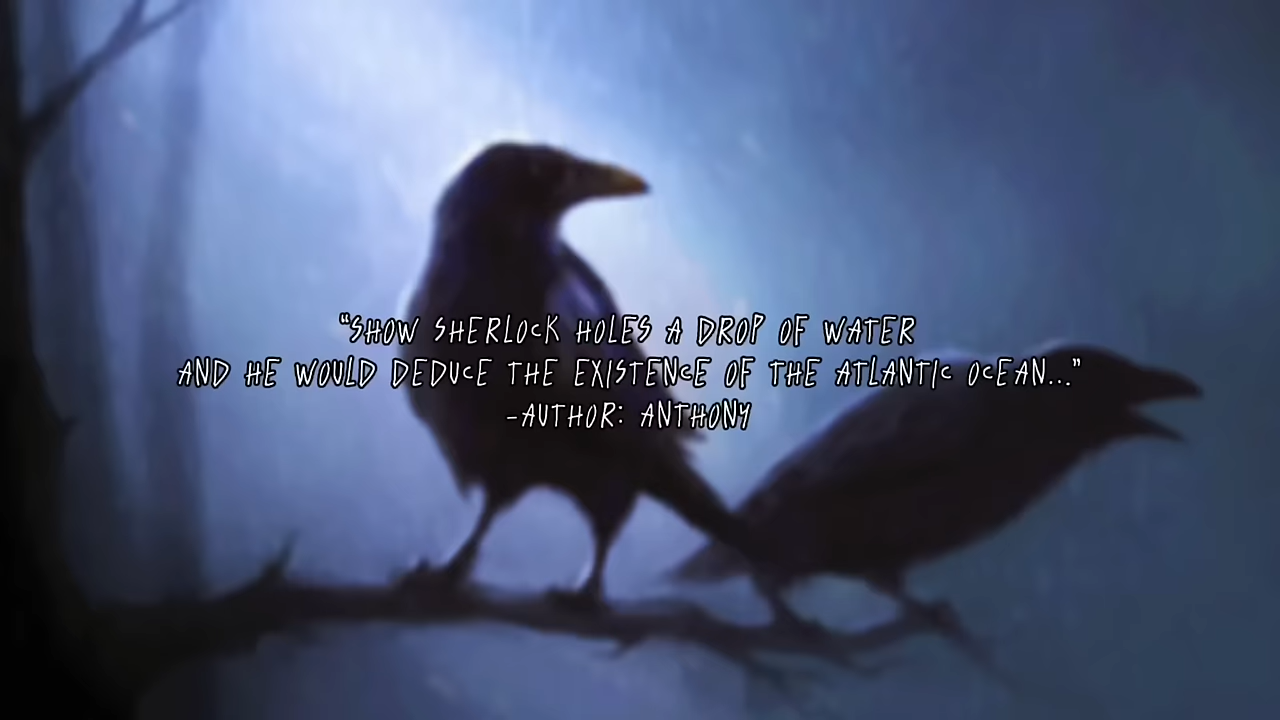 “SHOW SHERLOCK HOLES A DROP OF WATER
AND HE WOULD DEDUCE THE EXISTENCE OF THE ATLANTIC OCEAN...”
-AUTHOR: ANTHONY